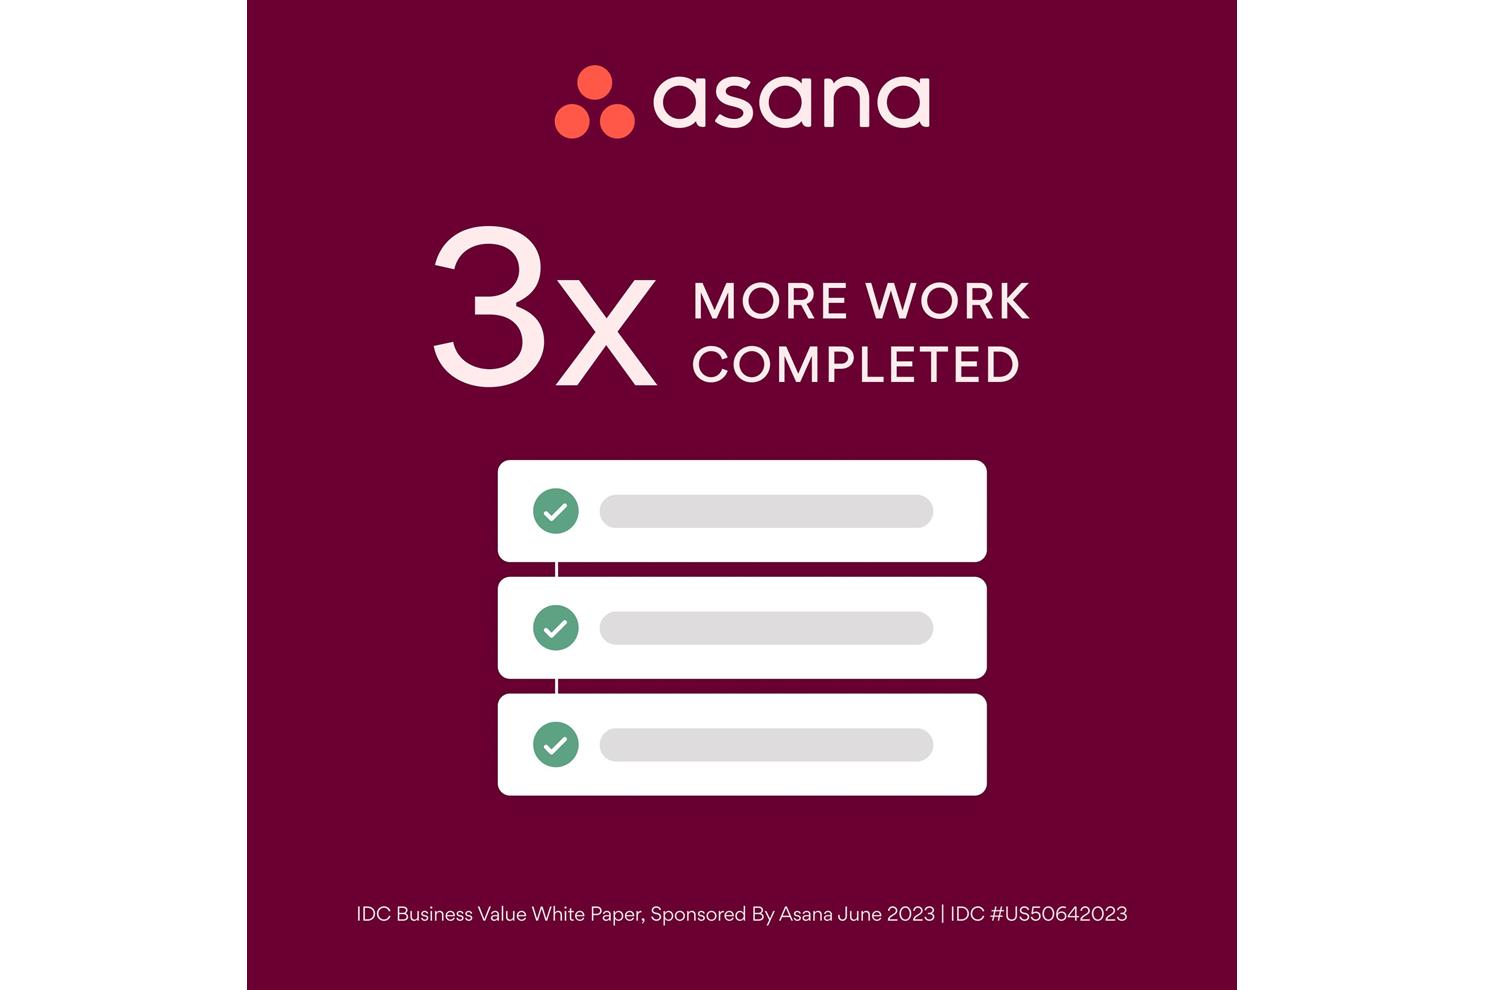 asana
3x
MORE WORK
COMPLETED
IDC Business Value White Paper, Sponsored By Asana June 2023 | IDC #US50642023